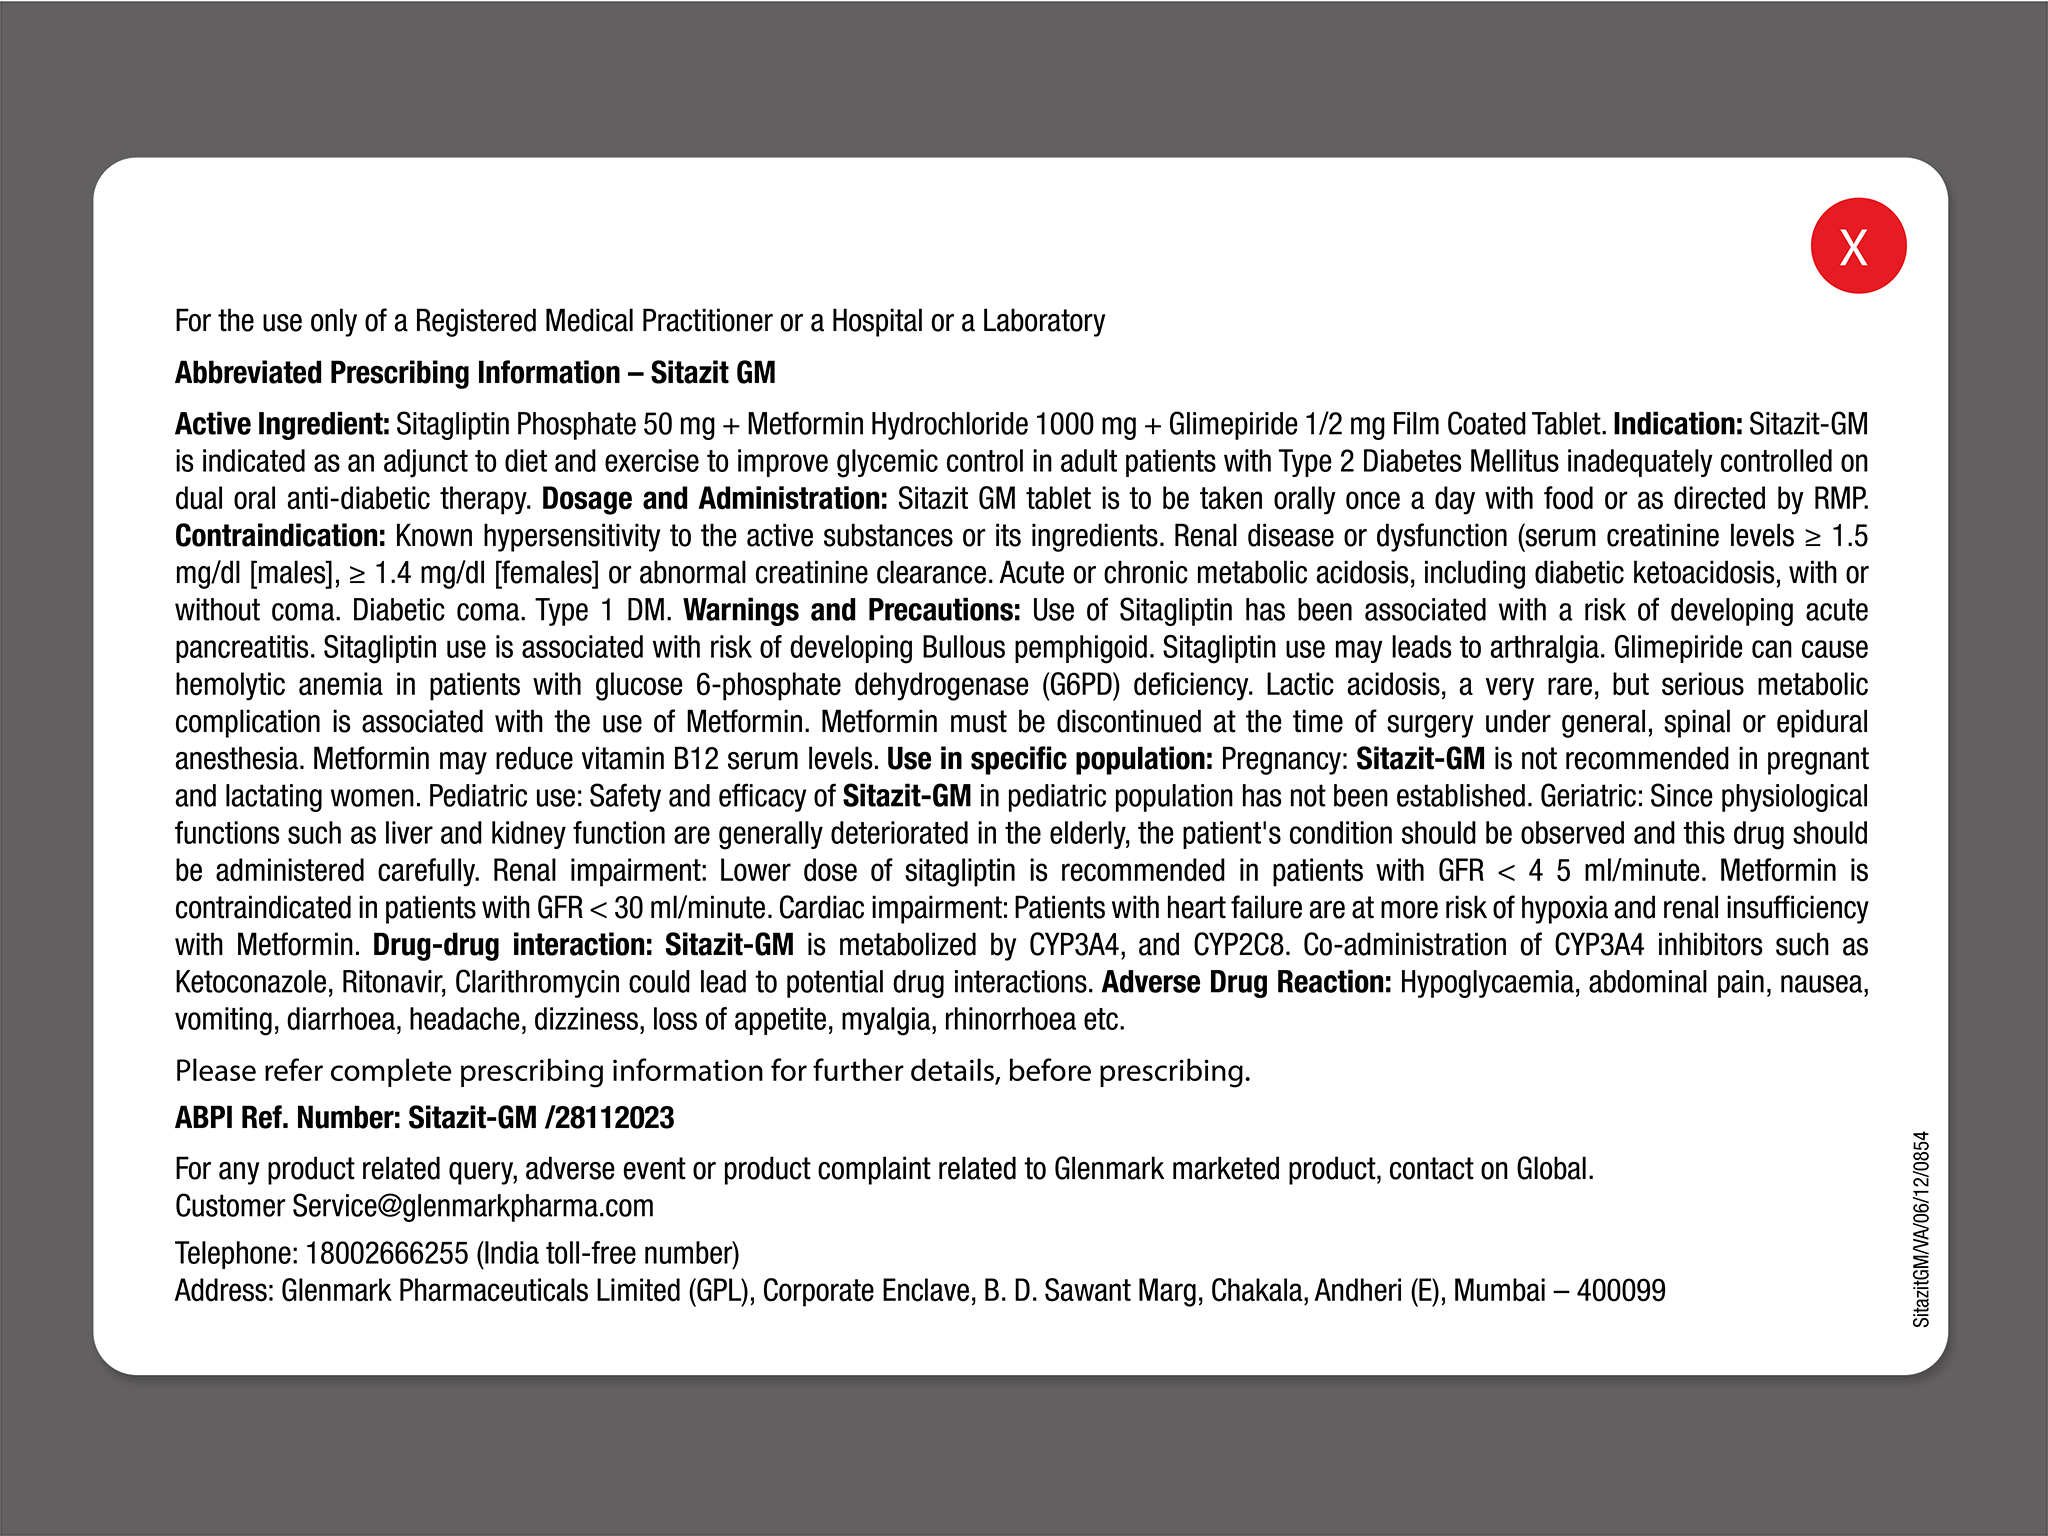 X
For the use only of a Registered Medical Practitioner or a Hospital or a Laboratory
Abbreviated Prescribing Information – Sitazit GM
Active Ingredient: Sitagliptin Phosphate 50 mg + Metformin Hydrochloride 1000 mg + Glimepiride 1/2 mg Film Coated Tablet. Indication: Sitazit-GM
is indicated as an adjunct to diet and exercise to improve glycemic control in adult patients with Type 2 Diabetes Mellitus inadequately controlled on
dual oral anti-diabetic therapy. Dosage and Administration: Sitazit GM tablet is to be taken orally once a day with food or as directed by RMP.
Contraindication: Known hypersensitivity to the active substances or its ingredients. Renal disease or dysfunction (serum creatinine levels ≥ 1.5
mg/dl [males], ≥ 1.4 mg/dl [females] or abnormal creatinine clearance. Acute or chronic metabolic acidosis, including diabetic ketoacidosis, with or
without coma. Diabetic coma. Type 1 DM. Warnings and Precautions: Use of Sitagliptin has been associated with a risk of developing acute
pancreatitis. Sitagliptin use is associated with risk of developing Bullous pemphigoid. Sitagliptin use may leads to arthralgia. Glimepiride can cause
hemolytic anemia in patients with glucose 6-phosphate dehydrogenase (G6PD) deficiency. Lactic acidosis, a very rare, but serious metabolic
complication is associated with the use of Metformin. Metformin must be discontinued at the time of surgery under general, spinal or epidural
anesthesia. Metformin may reduce vitamin B12 serum levels. Use in specific population: Pregnancy: Sitazit-GM is not recommended in pregnant
and lactating women. Pediatric use: Safety and efficacy of Sitazit-GM in pediatric population has not been established. Geriatric: Since physiological
functions such as liver and kidney function are generally deteriorated in the elderly, the patient's condition should be observed and this drug should
be administered carefully. Renal impairment: Lower dose of sitagliptin is recommended in patients with GFR < 4 5 ml/minute. Metformin is
contraindicated in patients with GFR < 30 ml/minute. Cardiac impairment: Patients with heart failure are at more risk of hypoxia and renal insufficiency
with Metformin. Drug-drug interaction: Sitazit-GM is metabolized by CYP3A4, and CYP2C8. Co-administration of CYP3A4 inhibitors such as
Ketoconazole, Ritonavir, Clarithromycin could lead to potential drug interactions. Adverse Drug Reaction: Hypoglycaemia, abdominal pain, nausea,
vomiting, diarrhoea, headache, dizziness, loss of appetite, myalgia, rhinorrhoea etc.
Please refer complete prescribing information for further details, before prescribing.
ABPI Ref. Number: Sitazit-GM /28112023
For any product related query, adverse event or product complaint related to Glenmark marketed product, contact on Global.
Customer Service@glenmarkpharma.com
Telephone: 18002666255 (India toll-free number)
Address: Glenmark Pharmaceuticals Limited (GPL), Corporate Enclave, B. D. Sawant Marg, Chakala, Andheri (E), Mumbai – 400099
SitazitGM/VA/06/12/0854